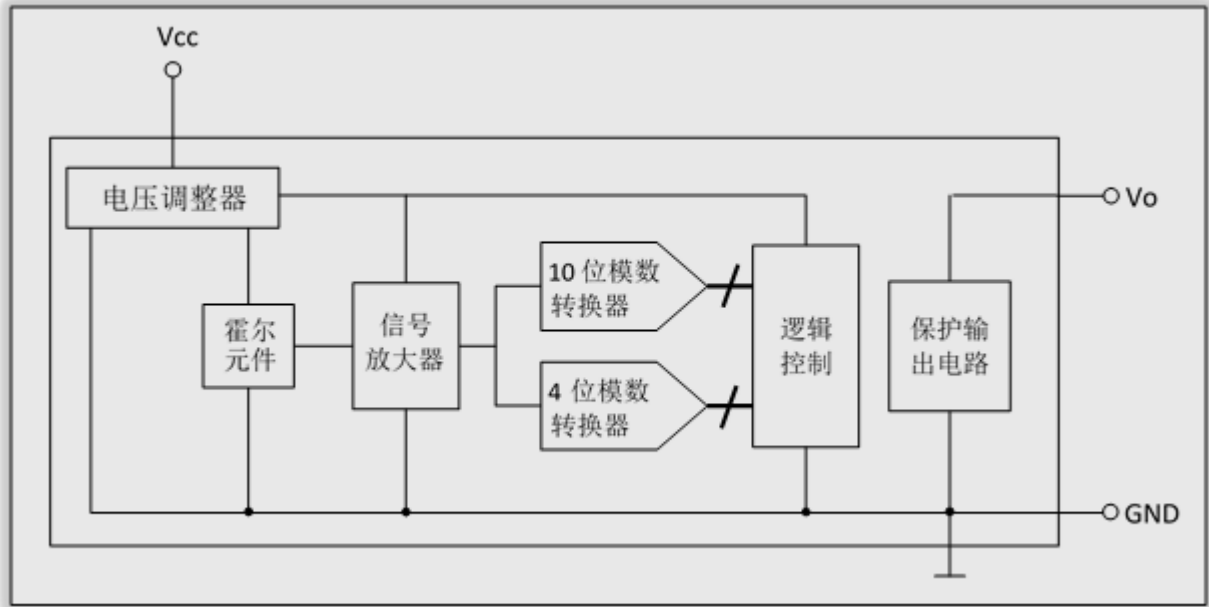 Vcc
电压调整器
Vo
10 位模数
转换器
霍尔
元件
信号
放大器
逻辑
控制
保护输
出电路
4 位模数
转换器
GND